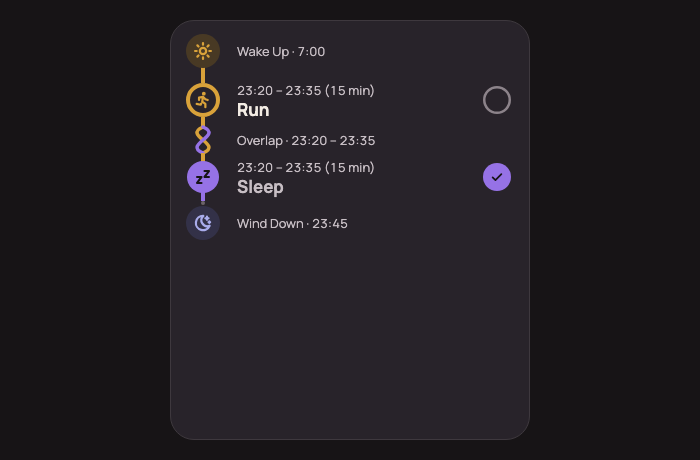 Wake Up · 7:00
23:20 – 23:35 (15 min)
Run
Overlap · 23:20 – 23:35
23:20 – 23:35 (15 min)
zz
Sleep
Wind Down · 23:45